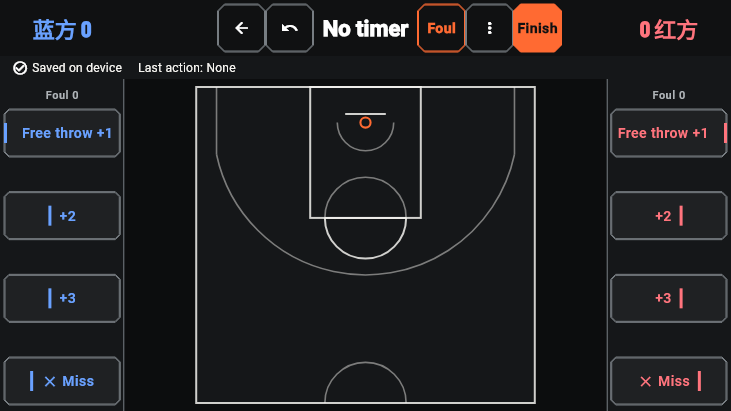 蓝方 0
No timer
Foul
Finish
0 红方
Saved on device
Last action: None
Foul 0
Foul 0
Free throw +1
Free throw +1
+2
+2
+3
+3
× Miss
× Miss